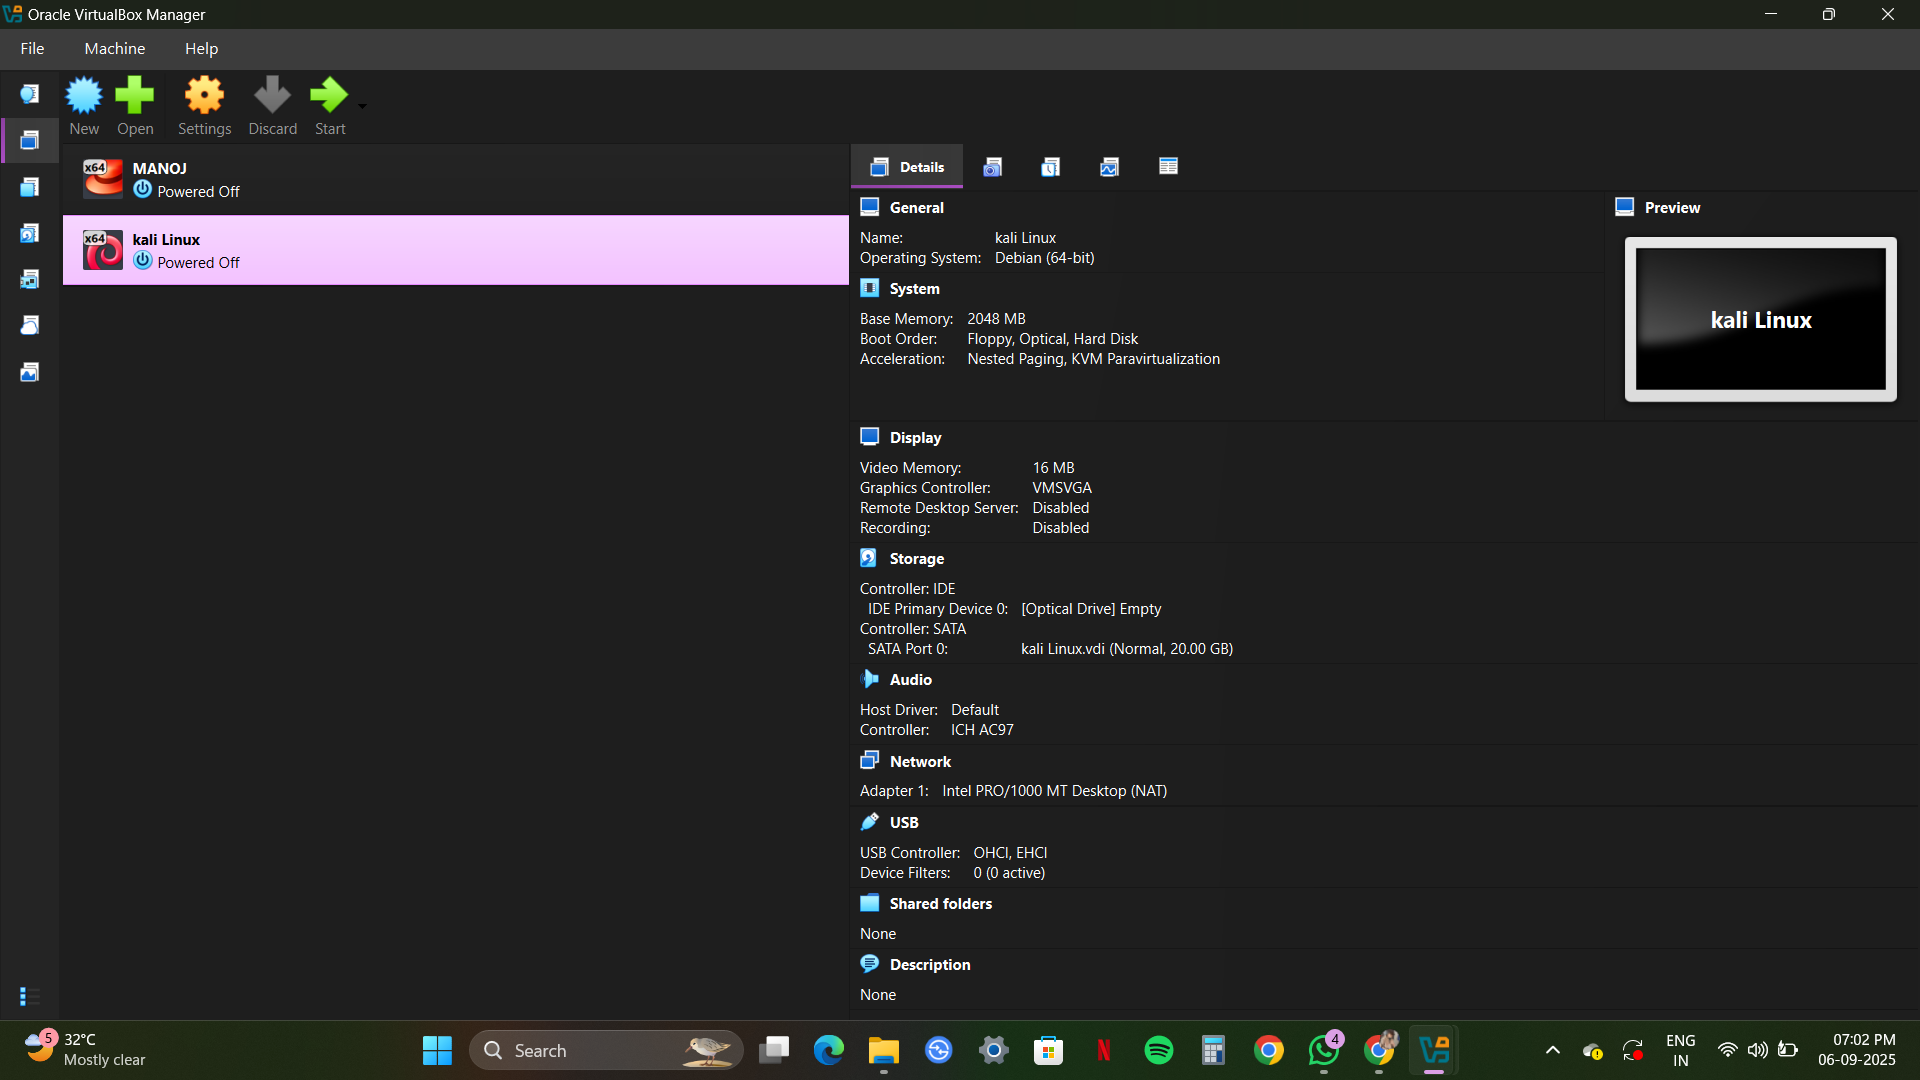 Oracle VirtualBox Manager
File
Machine
Help
New
Open
Settings
Discard
Start
x64
MANOJ
Powered Off
x64
kali Linux
Powered Off
Details
General
Name: kali Linux
Operating System: Debian (64-bit)
Preview
kali Linux
System
Base Memory: 2048 MB
Boot Order: Floppy, Optical, Hard Disk
Acceleration: Nested Paging, KVM Paravirtualization
Display
Video Memory: 16 MB
Graphics Controller: VMSVGA
Remote Desktop Server: Disabled
Recording: Disabled
Storage
Controller: IDE
IDE Primary Device 0: [Optical Drive] Empty
Controller: SATA
SATA Port 0: kali Linux.vdi (Normal, 20.00 GB)
Audio
Host Driver: Default
Controller: ICH AC97
Network
Adapter 1: Intel PRO/1000 MT Desktop (NAT)
USB
USB Controller: OHCI, EHCI
Device Filters: 0 (0 active)
Shared folders
None
Description
None
5
32°C
Mostly clear
Search
N
4
ENG
IN
07:02 PM
06-09-2025